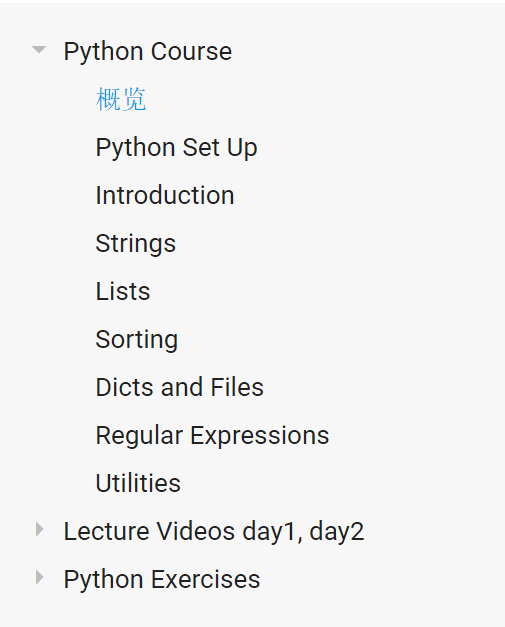 Python Course
概览
Python Set Up
Introduction
Strings
Lists
Sorting
Dicts and Files
Regular Expressions
Utilities
Lecture Videos day1, day2
Python Exercises